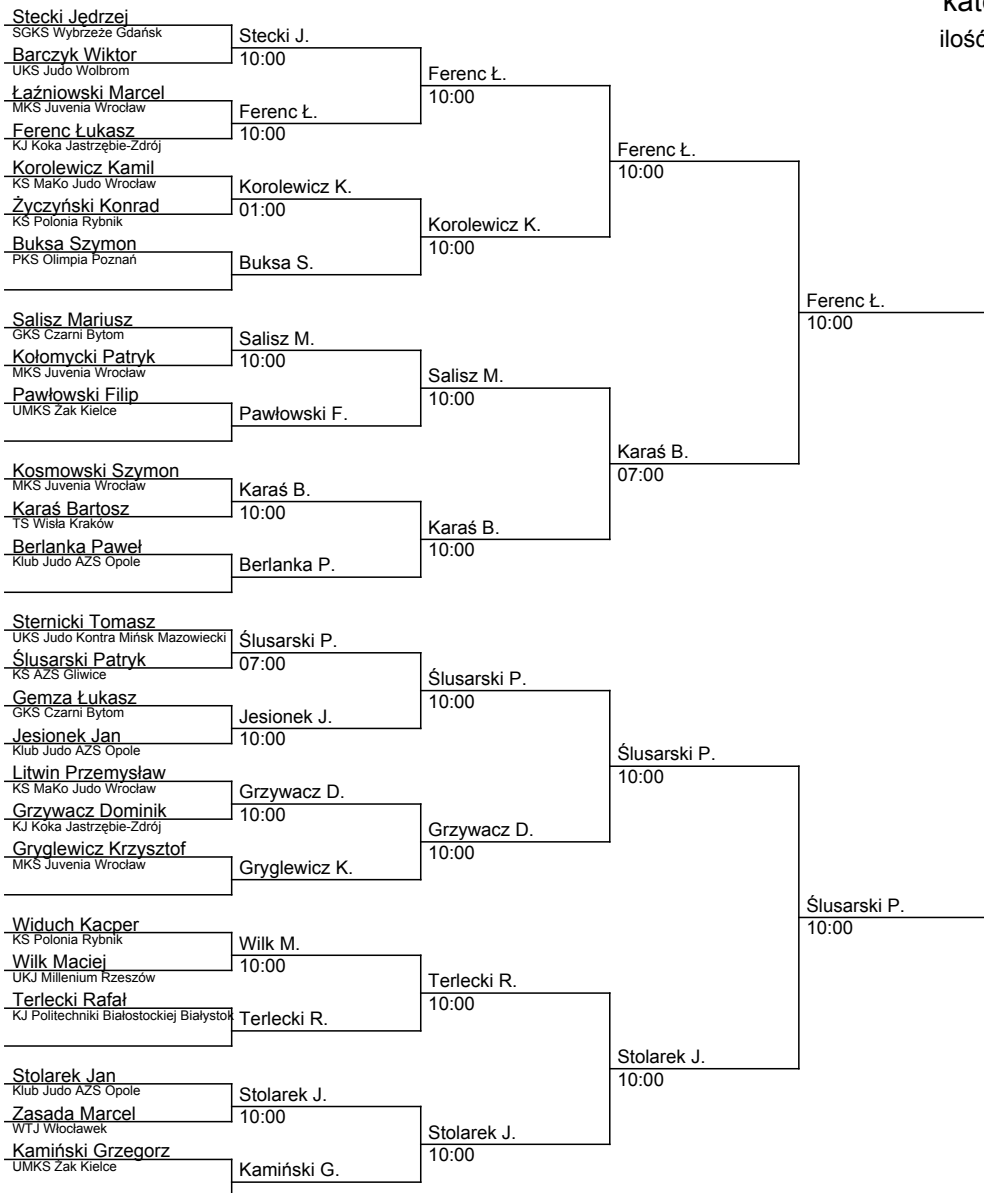 kate
ilość
Stecki Jędrzej
SGKS Wybrzeże Gdańsk
Barczyk Wiktor
UKS Judo Wolbrom
Łaźniowski Marcel
MKS Juvenia Wrocław
Ferenc Łukasz
KJ Koka Jastrzębie-Zdrój
Korolewicz Kamil
KS MaKo Judo Wrocław
Życzyński Konrad
KS Polonia Rybnik
Buksa Szymon
PKS Olimpia Poznań
Salisz Mariusz
GKS Czarni Bytom
Kołomycki Patryk
MKS Juvenia Wrocław
Pawłowski Filip
UMKS Żak Kielce
Kosmowski Szymon
MKS Juvenia Wrocław
Karaś Bartosz
TS Wisła Kraków
Berlanka Paweł
Klub Judo AZS Opole
Sternicki Tomasz
UKS Judo Kontra Mińsk Mazowiecki
Ślusarski Patryk
KS AZS Gliwice
Gemza Łukasz
GKS Czarni Bytom
Jesionek Jan
Klub Judo AZS Opole
Litwin Przemysław
KS MaKo Judo Wrocław
Grzywacz Dominik
KJ Koka Jastrzębie-Zdrój
Gryglewicz Krzysztof
MKS Juvenia Wrocław
Widuch Kacper
KS Polonia Rybnik
Wilk Maciej
UKJ Millenium Rzeszów
Terlecki Rafał
KJ Politechniki Białostockiej Białystok
Stolarek Jan
Klub Judo AZS Opole
Zasada Marcel
WTJ Włocławek
Kamiński Grzegorz
UMKS Żak Kielce
Stecki J.
10:00
Ferenc Ł.
10:00
Korolewicz K.
01:00
Buksa S.
Salisz M.
10:00
Pawłowski F.
Karaś B.
10:00
Berlanka P.
Ślusarski P.
07:00
Jesionek J.
10:00
Grzywacz D.
10:00
Gryglewicz K.
Wilk M.
10:00
Terlecki R.
Stolarek J.
10:00
Kamiński G.
Ferenc Ł.
10:00
Korolewicz K.
10:00
Salisz M.
10:00
Karaś B.
10:00
Ślusarski P.
10:00
Grzywacz D.
10:00
Terlecki R.
10:00
Stolarek J.
10:00
Ferenc Ł.
10:00
Karaś B.
07:00
Ślusarski P.
10:00
Stolarek J.
10:00
Ferenc Ł.
10:00
Ślusarski P.
10:00